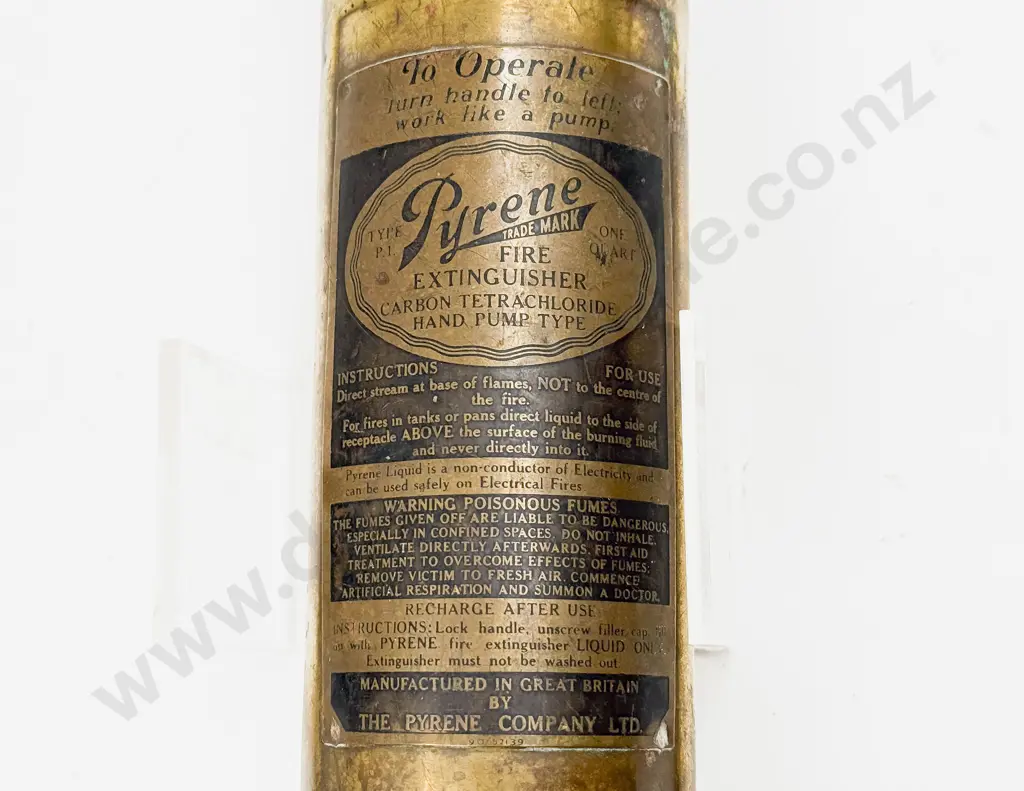 To Operate
turn handle to left;
work like a pump.
Pyrene
TRADE MARK
TYPE
P.1.
ONE
QUART
FIRE
EXTINGUISHER
CARBON TETRACHLORIDE
HAND PUMP TYPE
INSTRUCTIONS FOR USE
Direct stream at base of flames, NOT to the centre of
the fire.
For fires in tanks or pans direct liquid to the side of
receptacle ABOVE the surface of the burning fluid
and never directly into it.
Pyrene Liquid is a non-conductor of Electricity and
can be used safely on Electrical Fires
WARNING POISONOUS FUMES
THE FUMES GIVEN OFF ARE LIABLE TO BE DANGEROUS,
ESPECIALLY IN CONFINED SPACES. DO NOT INHALE.
VENTILATE DIRECTLY AFTERWARDS. FIRST AID
TREATMENT TO OVERCOME EFFECTS OF FUMES:
REMOVE VICTIM TO FRESH AIR. COMMENCE
ARTIFICIAL RESPIRATION AND SUMMON A DOCTOR.
RECHARGE AFTER USE
INSTRUCTIONS: Lock handle, unscrew filler cap,
with PYRENE fire extinguisher LIQUID
Extinguisher must not be washed out
MANUFACTURED IN GREAT BRITAIN
BY
THE PYRENE COMPANY LTD.